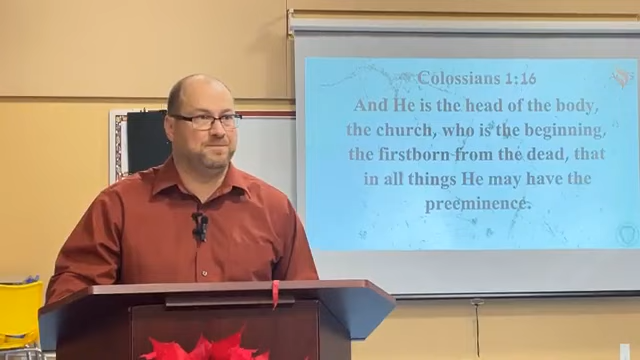 Colossians 1:16
And He is the head of the body,
the church, who is the beginning,
the firstborn from the dead, that
in all things He may have the
preeminence.